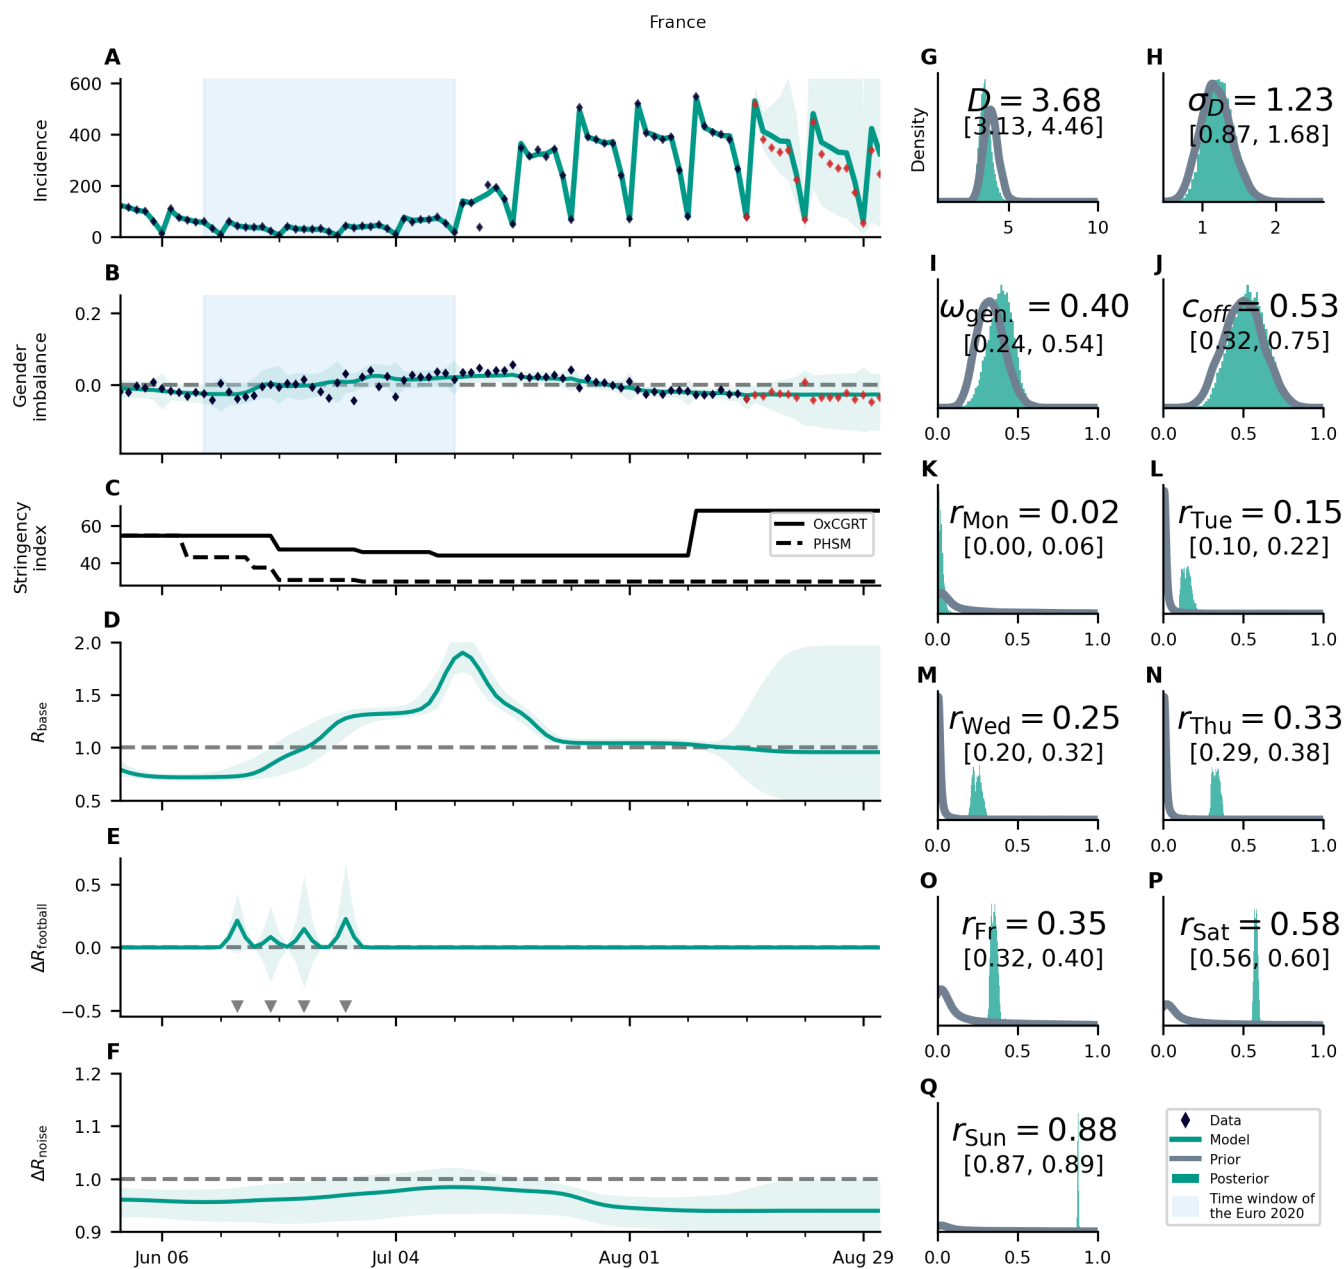 France
A
600
400
200
0
Incidence
B
0.2
0.0
Gender
imbalance
C
60
40
Stringency
index
OxCGRT
PHSM
D
2.0
1.5
1.0
0.5
R_base
E
0.5
0.0
−0.5
ΔR_football
F
1.2
1.1
1.0
0.9
ΔR_noise
Jun 06
Jul 04
Aug 01
Aug 29
G
Density
D = 3.68
[3.13, 4.46]
5
10
H
σ_D = 1.23
[0.87, 1.68]
1
2
I
ω_gen. = 0.40
[0.24, 0.54]
0.0
0.5
1.0
J
c_off = 0.53
[0.32, 0.75]
0.0
0.5
1.0
K
r_Mon = 0.02
[0.00, 0.06]
0.0
0.5
1.0
L
r_Tue = 0.15
[0.10, 0.22]
0.0
0.5
1.0
M
r_Wed = 0.25
[0.20, 0.32]
0.0
0.5
1.0
N
r_Thu = 0.33
[0.29, 0.38]
0.0
0.5
1.0
O
r_Fr = 0.35
[0.32, 0.40]
0.0
0.5
1.0
P
r_Sat = 0.58
[0.56, 0.60]
0.0
0.5
1.0
Q
r_Sun = 0.88
[0.87, 0.89]
0.0
0.5
1.0
Data
Model
Prior
Posterior
Time window of
the Euro 2020